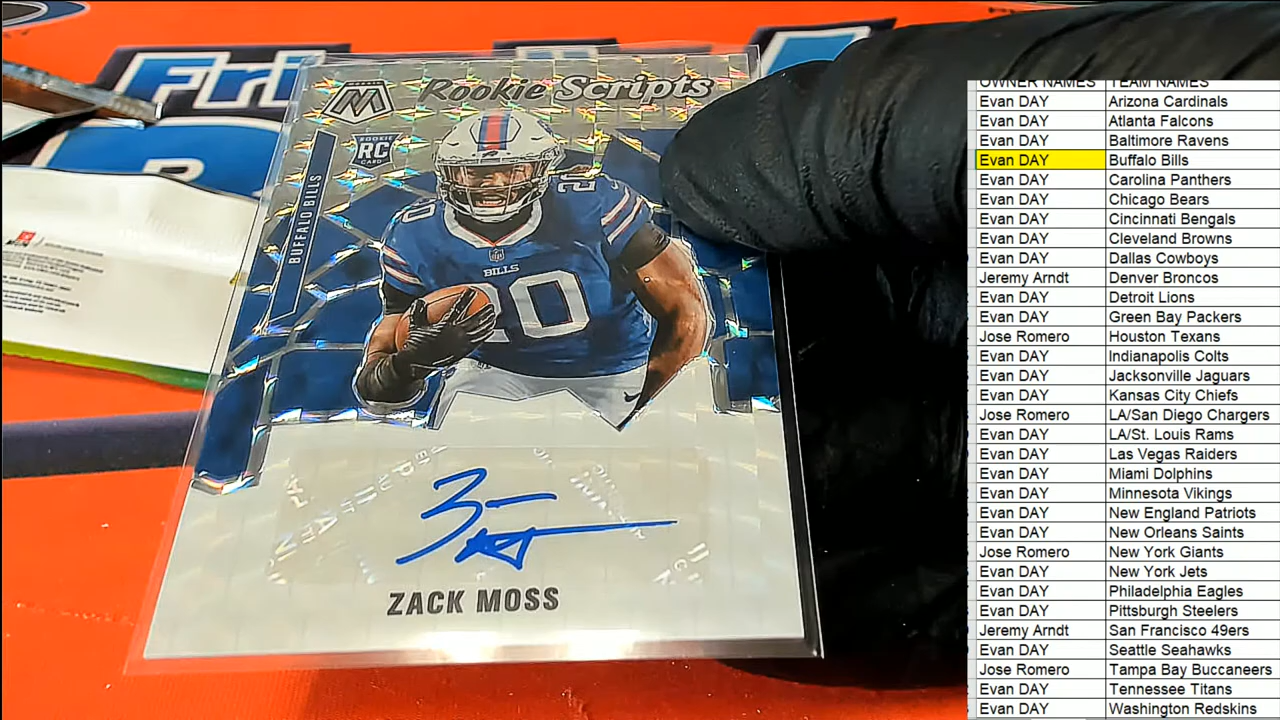 Fri
Rookie Scripts
ROOKIE
RC
CARD
BUFFALO BILLS
20
20
BILLS
20
ZACK MOSS
OWNER NAMES TEAM NAMES
Evan DAY Arizona Cardinals
Evan DAY Atlanta Falcons
Evan DAY Baltimore Ravens
Evan DAY Buffalo Bills
Evan DAY Carolina Panthers
Evan DAY Chicago Bears
Evan DAY Cincinnati Bengals
Evan DAY Cleveland Browns
Evan DAY Dallas Cowboys
Jeremy Arndt Denver Broncos
Evan DAY Detroit Lions
Evan DAY Green Bay Packers
Jose Romero Houston Texans
Evan DAY Indianapolis Colts
Evan DAY Jacksonville Jaguars
Evan DAY Kansas City Chiefs
Jose Romero LA/San Diego Chargers
Evan DAY LA/St. Louis Rams
Evan DAY Las Vegas Raiders
Evan DAY Miami Dolphins
Evan DAY Minnesota Vikings
Evan DAY New England Patriots
Evan DAY New Orleans Saints
Jose Romero New York Giants
Evan DAY New York Jets
Evan DAY Philadelphia Eagles
Evan DAY Pittsburgh Steelers
Jeremy Arndt San Francisco 49ers
Evan DAY Seattle Seahawks
Jose Romero Tampa Bay Buccaneers
Evan DAY Tennessee Titans
Evan DAY Washington Redskins